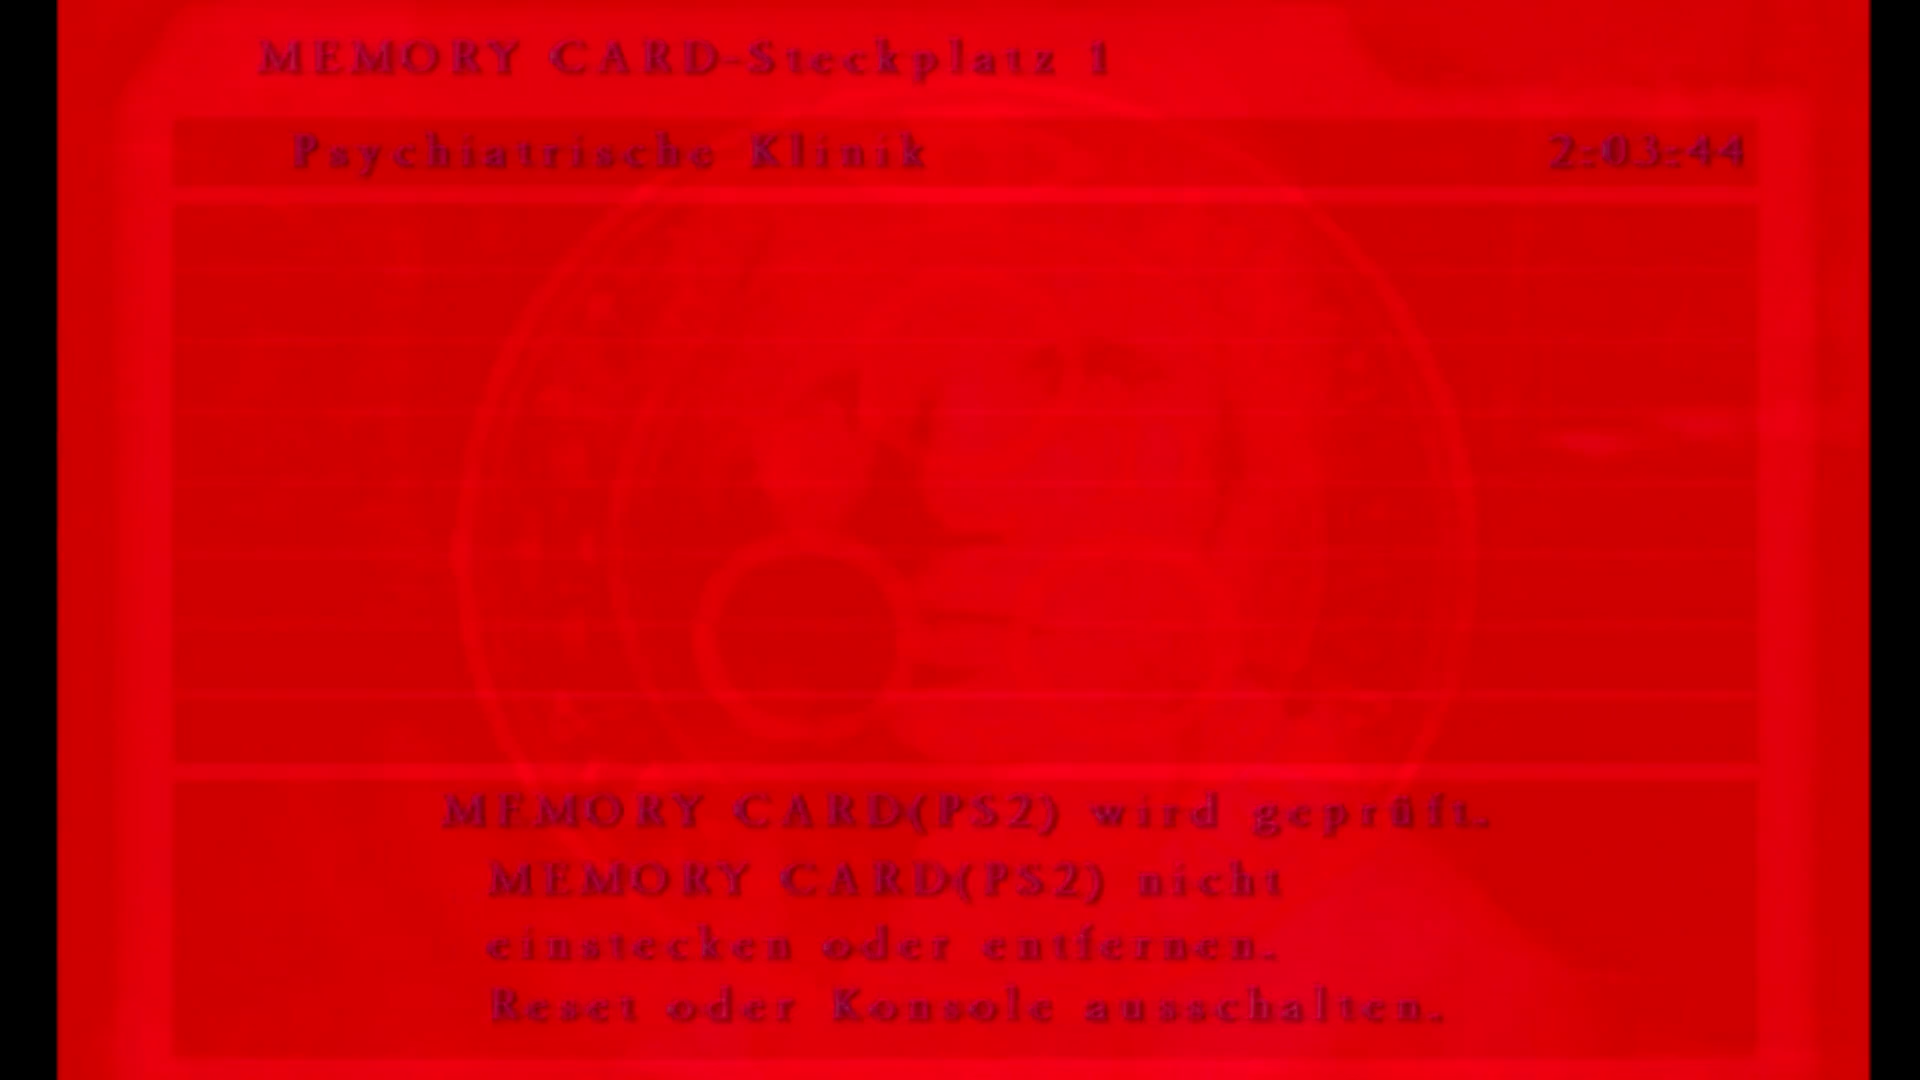 MEMORY CARD-Steckplatz 1
Psychiatrische Klinik 2:03:44
MEMORY CARD(PS2) wird geprüft.
MEMORY CARD(PS2) nicht
einstecken oder entfernen.
Reset oder Konsole ausschalten.